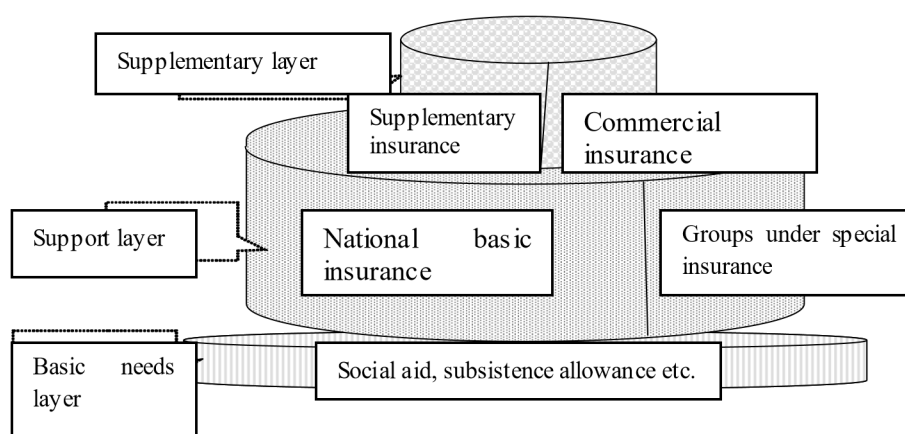 Supplementary layer
Supplementary
insurance
Commercial
insurance
Support layer
National basic
insurance
Groups under special
insurance
Basic needs
layer
Social aid, subsistence allowance etc.